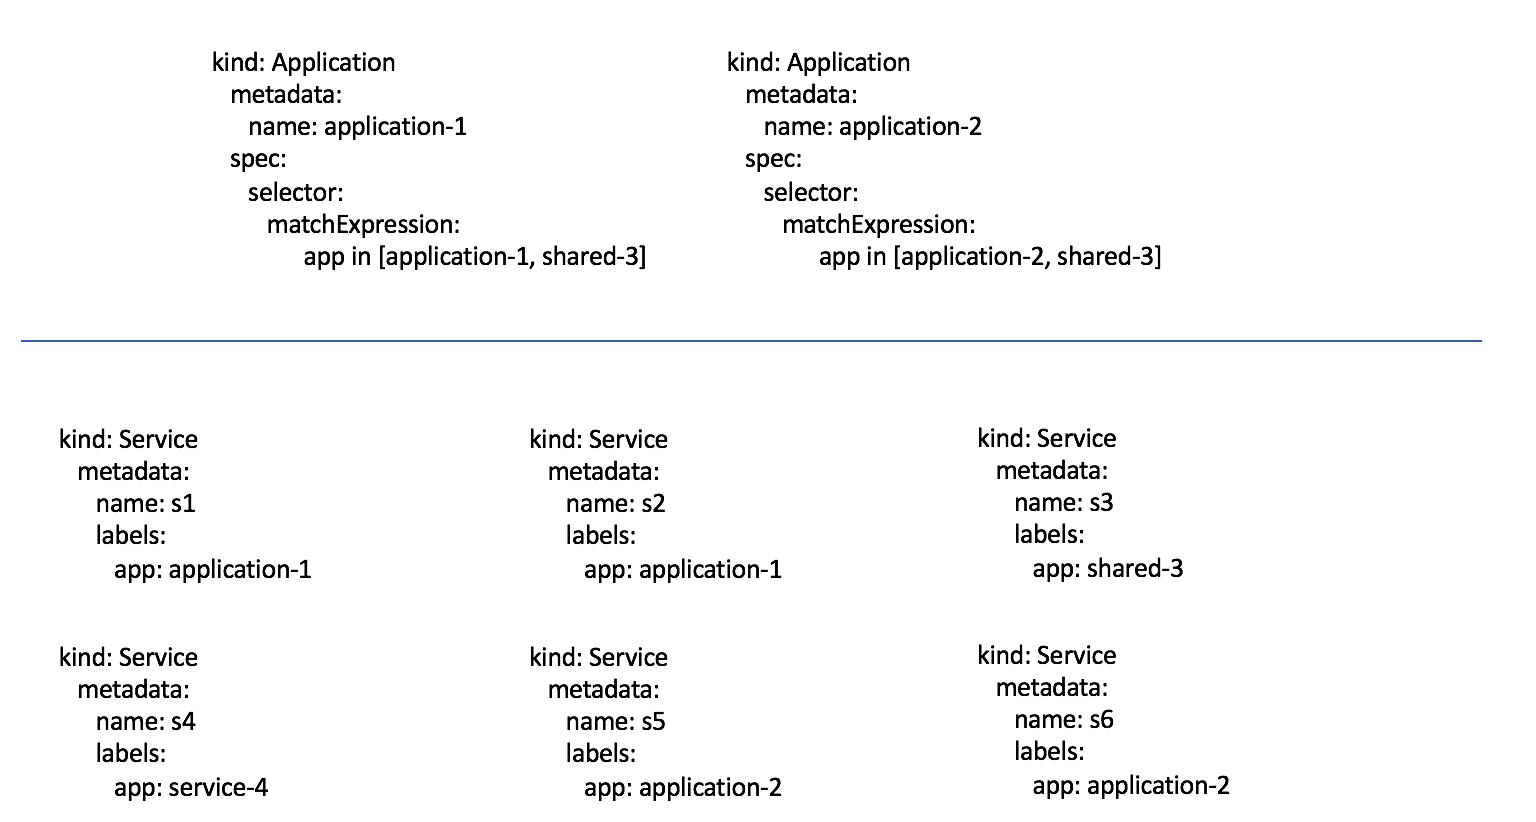 kind: Application
metadata:
name: application-1
spec:
selector:
matchExpression:
app in [application-1, shared-3]
kind: Application
metadata:
name: application-2
spec:
selector:
matchExpression:
app in [application-2, shared-3]
kind: Service
metadata:
name: s1
labels:
app: application-1
kind: Service
metadata:
name: s2
labels:
app: application-1
kind: Service
metadata:
name: s3
labels:
app: shared-3
kind: Service
metadata:
name: s4
labels:
app: service-4
kind: Service
metadata:
name: s5
labels:
app: application-2
kind: Service
metadata:
name: s6
labels:
app: application-2